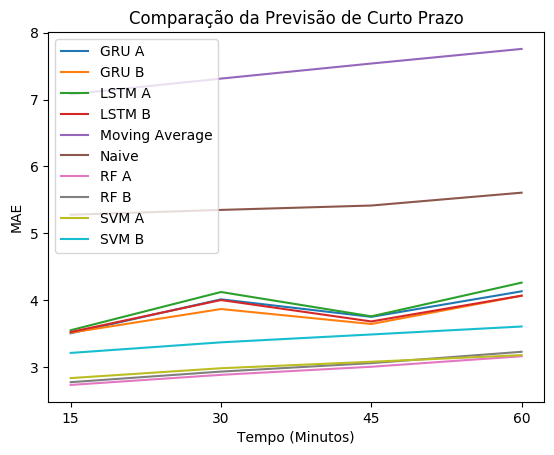 Comparação da Previsão de Curto Prazo
8
7
6
5
4
3
MAE
GRU A
GRU B
LSTM A
LSTM B
Moving Average
Naive
RF A
RF B
SVM A
SVM B
15 30 45 60
Tempo (Minutos)